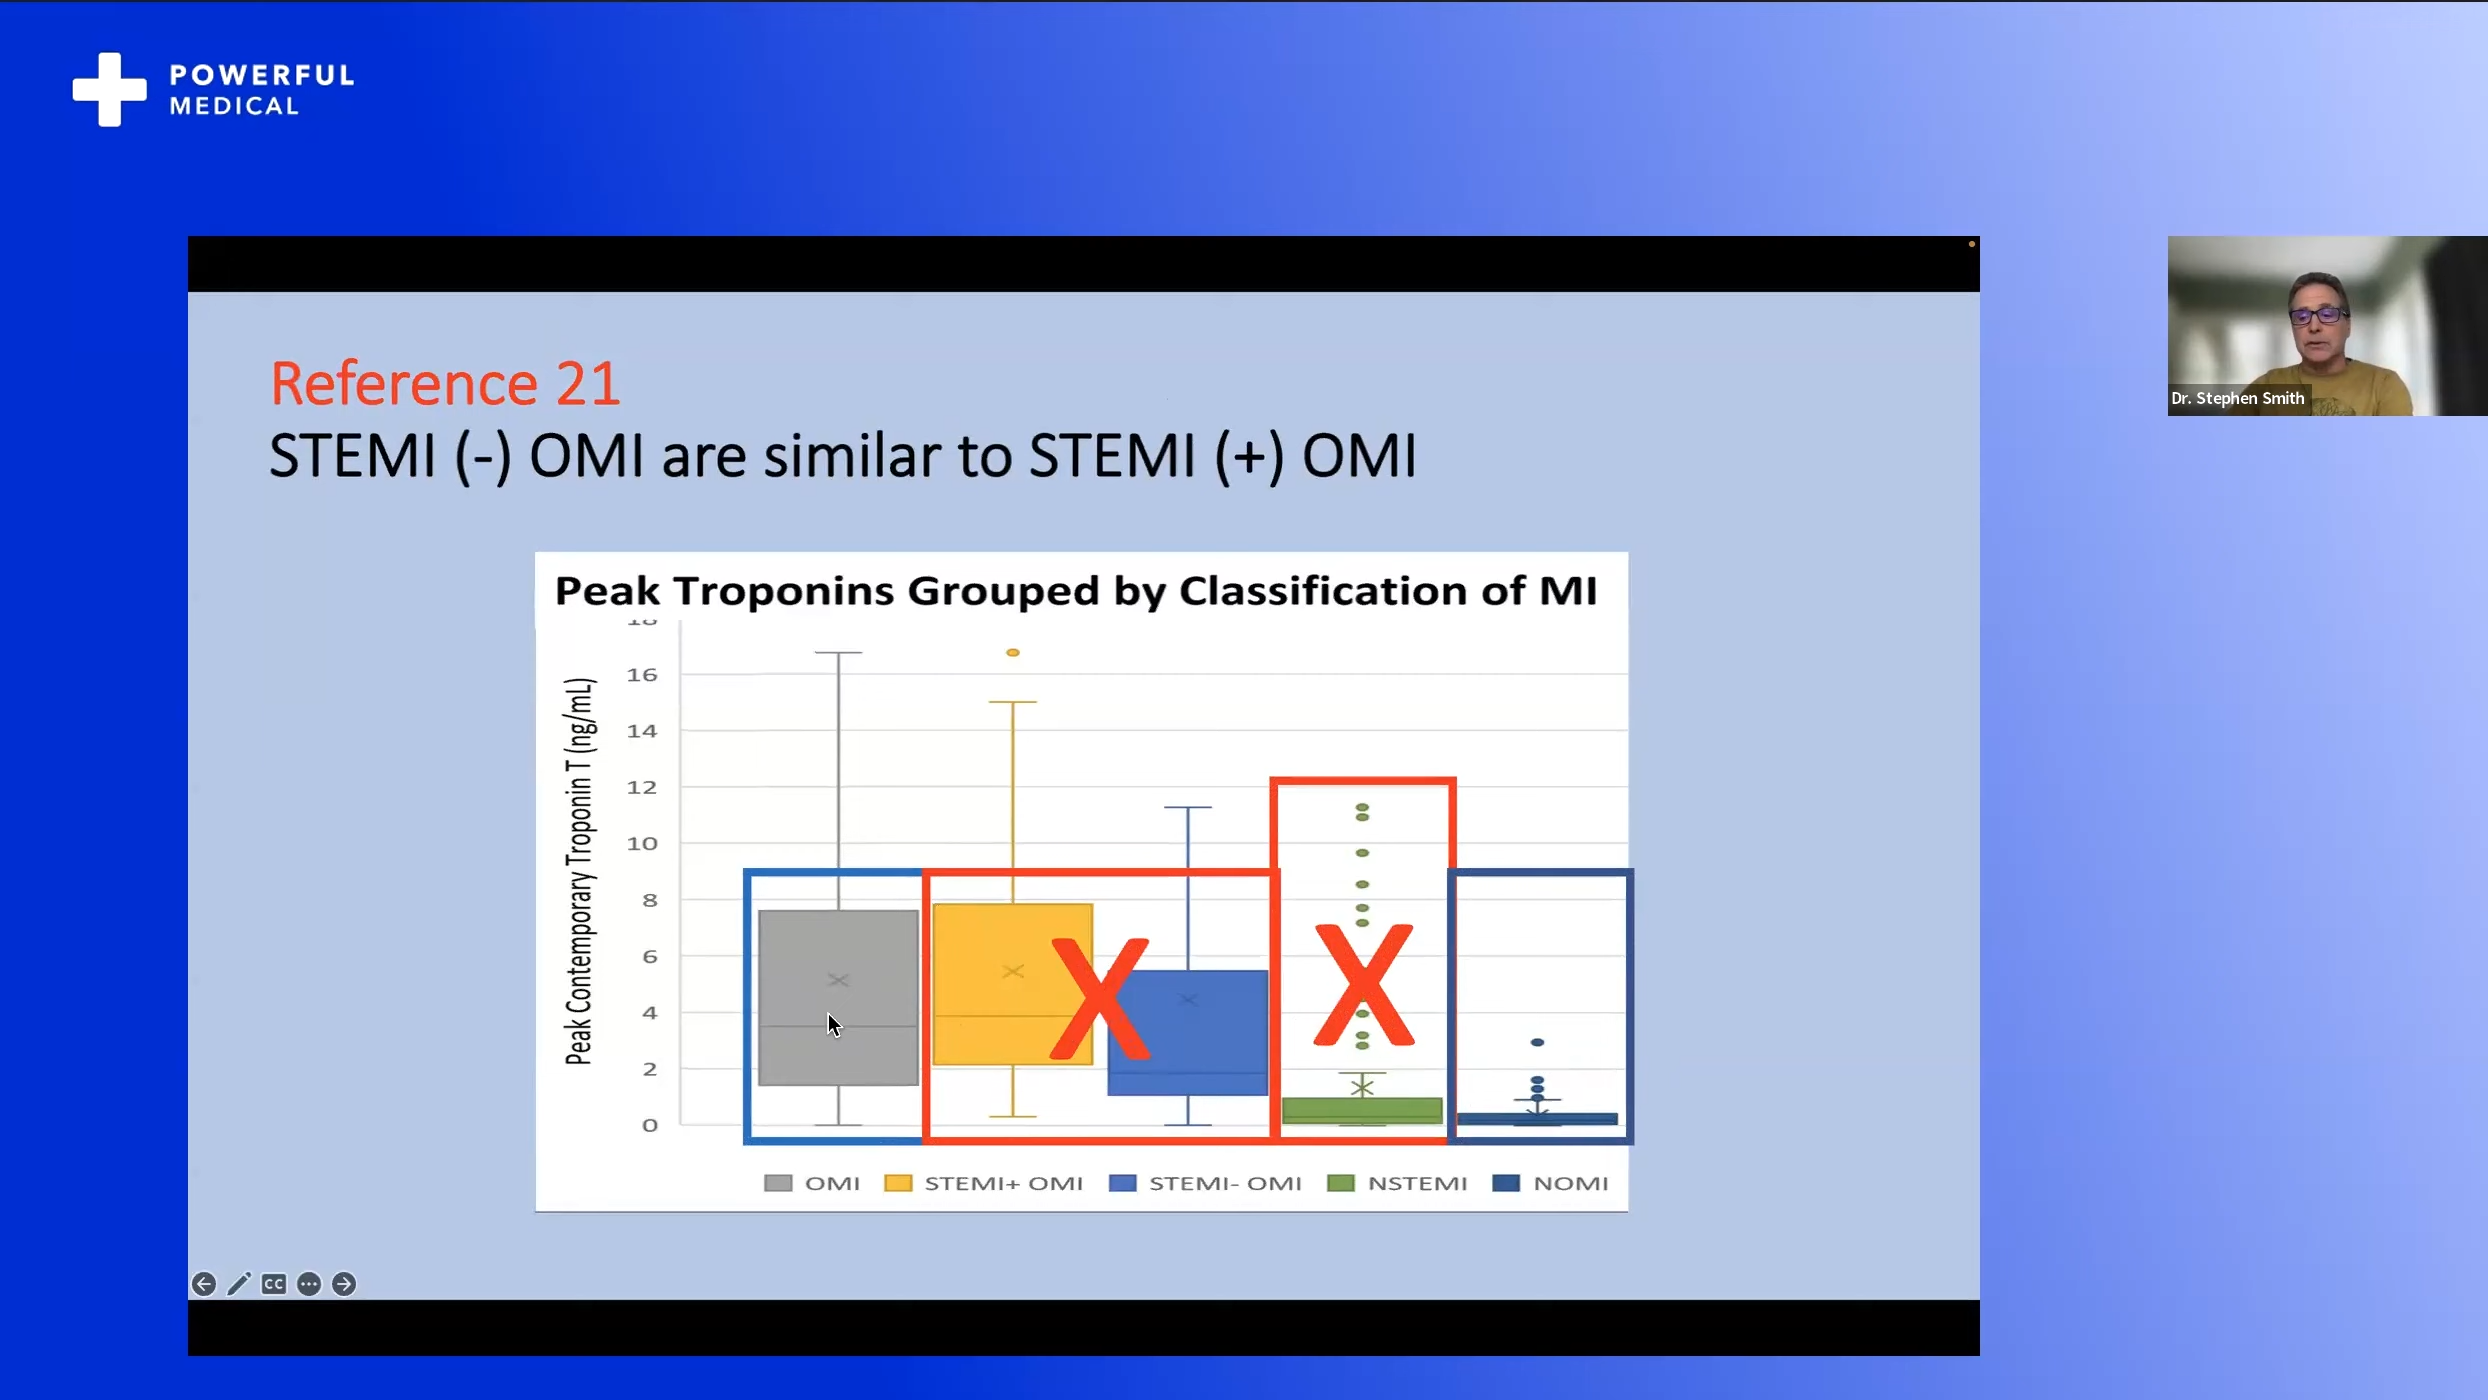 POWERFUL
MEDICAL
Reference 21
STEMI (-) OMI are similar to STEMI (+) OMI
Peak Troponins Grouped by Classification of MI
Peak Contemporary Troponin T (ng/mL)
18
16
14
12
10
8
6
4
2
0
X X
OMI STEMI+ OMI STEMI- OMI NSTEMI NOMI
CC
Dr. Stephen Smith